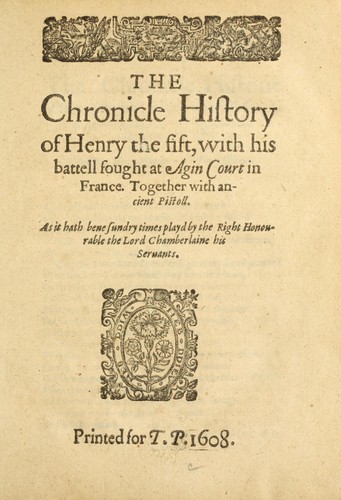 THE
Chronicle Hiſtory
of Henry the fift, with his
battell fought at Agin Court in
France. Together with an-
cient Piſtoll.
As it hath bene ſundry times playd by the Right Honou-
rable the Lord Chamberlaine his
Seruants.
Printed for T. P. 1608.